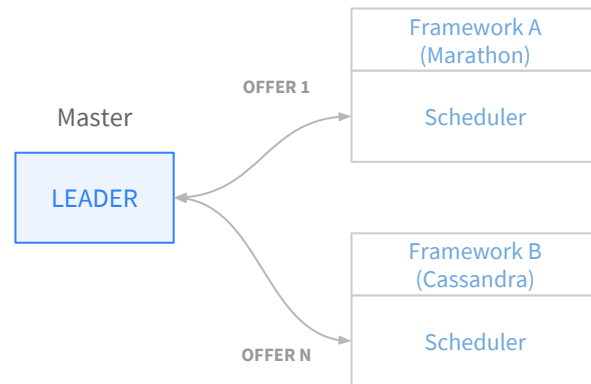 Framework A
(Marathon)
OFFER 1
Master
Scheduler
LEADER
Framework B
(Cassandra)
Scheduler
OFFER N